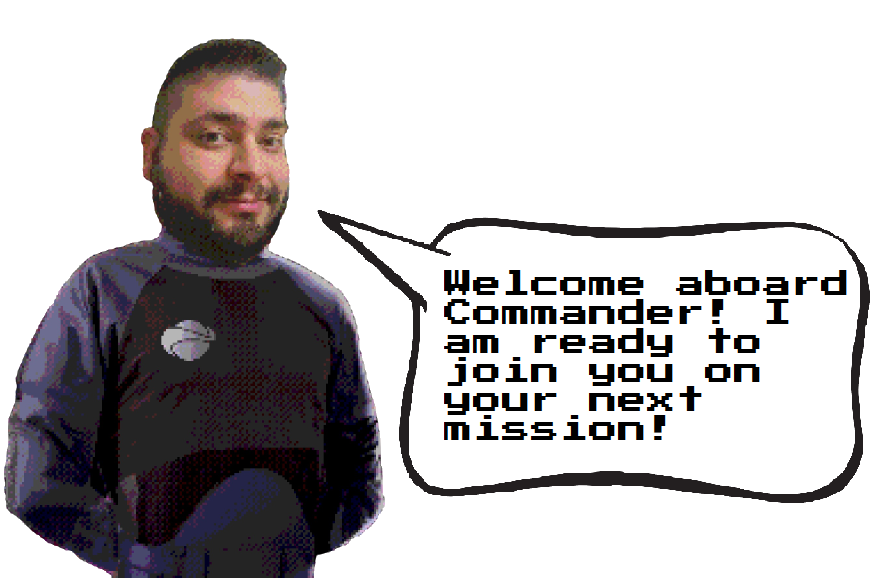 Welcome aboard
Commander! I
am ready to
join you on
your next
mission!